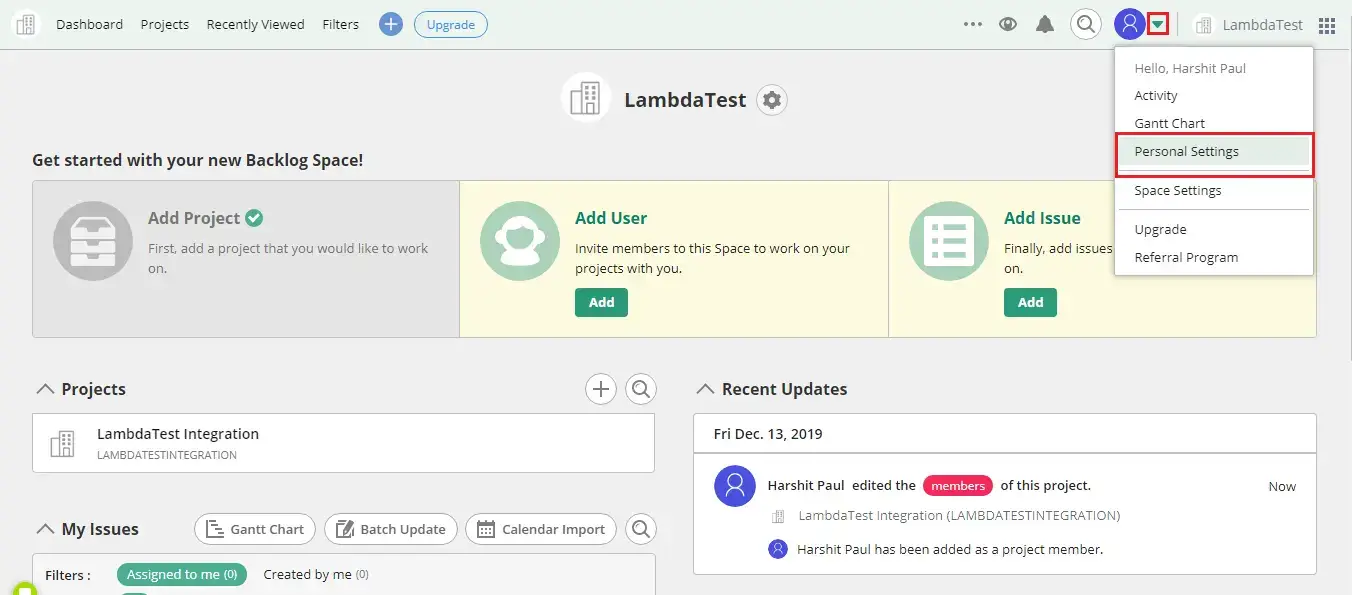 Dashboard Projects Recently Viewed Filters Upgrade LambdaTest
Hello, Harshit Paul
Activity
Gantt Chart
Personal Settings
Space Settings
Upgrade
Referral Program
LambdaTest
Get started with your new Backlog Space!
Add Project
First, add a project that you would like to work
on.
Add User
Invite members to this Space to work on your
projects with you.
Add
Add Issue
Finally, add issues
on.
Add
Projects
LambdaTest Integration
LAMBDATESTINTEGRATION
Recent Updates
Fri Dec. 13, 2019
Harshit Paul edited the members of this project. Now
LambdaTest Integration (LAMBDATESTINTEGRATION)
Harshit Paul has been added as a project member.
My Issues Gantt Chart Batch Update Calendar Import
Filters : Assigned to me (0) Created by me (0)